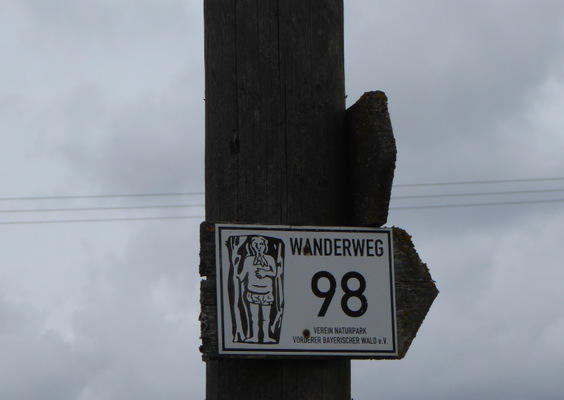 WANDERWEG
98
VEREIN NATURPARK
VORDERER BAYERISCHER WALD e.V.